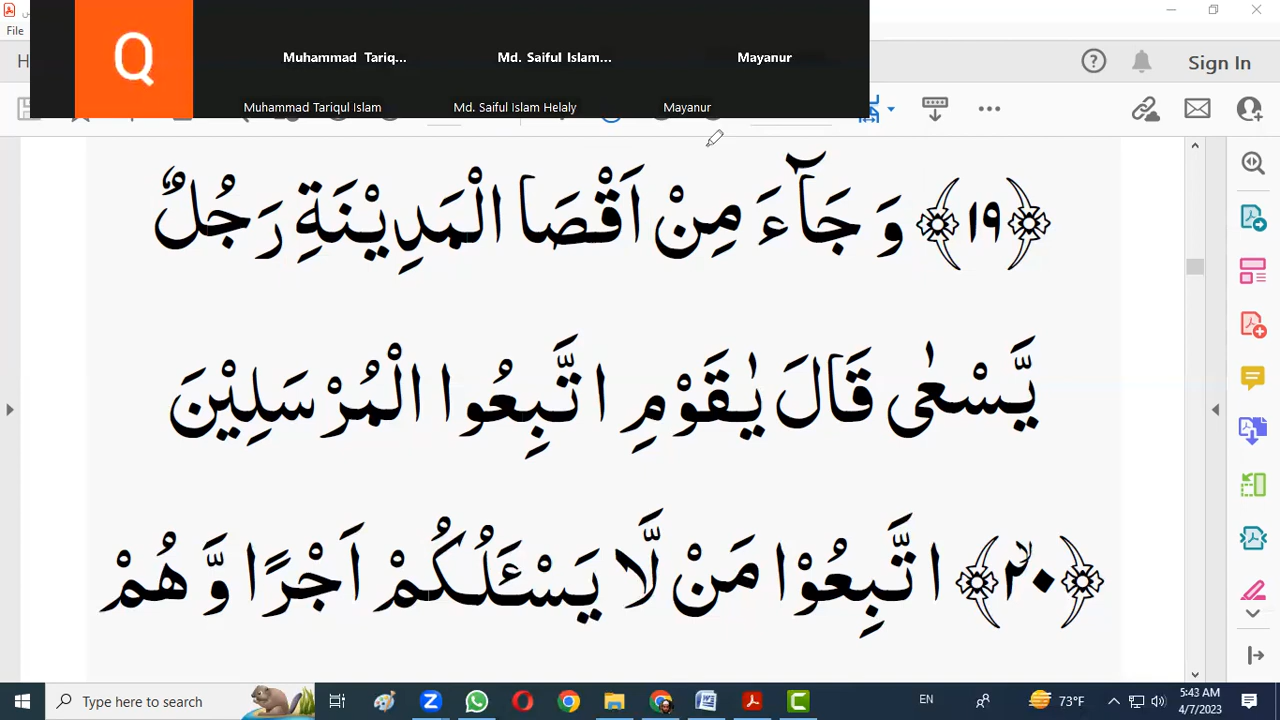 File
H
Q
Muhammad Tariq...
Md. Saiful Islam...
Mayanur
Muhammad Tariqul Islam
Md. Saiful Islam Helaly
Mayanur
Sign In
﴿۱۹﴾ وَ جَآءَ مِنْ اَقْصَا الْمَدِیْنَةِ رَجُلٌ
یَّسْعٰی قَالَ یٰقَوْمِ اتَّبِعُوا الْمُرْسَلِیْنَ
﴿ۙ۲۰﴾ اتَّبِعُوْا مَنْ لَّا یَسْـَٔلُكُمْ اَجْرًا وَّ هُمْ
Type here to search
EN
73°F
5:43 AM
4/7/2023